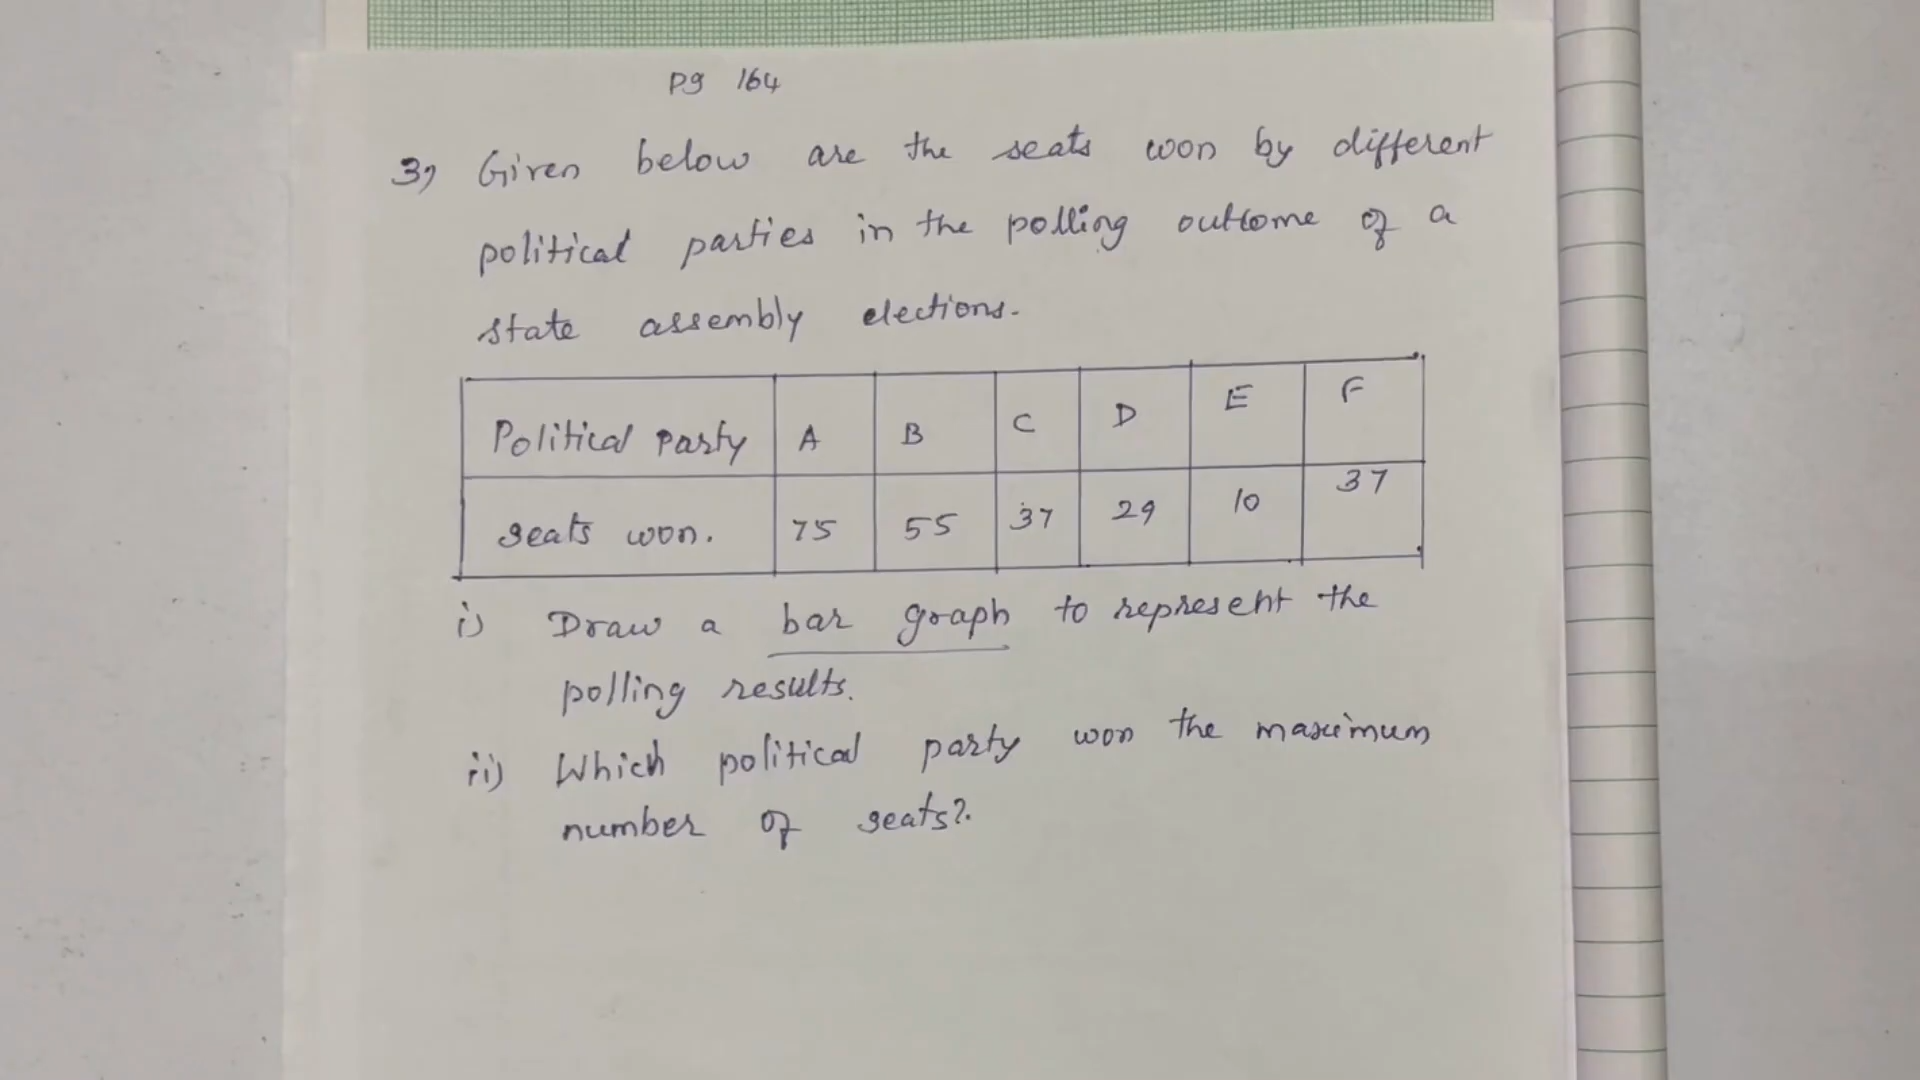 Pg 164
3) Given below are the seats won by different
political parties in the polling outcome of a
state assembly elections.
Political Party A B C D E F
seats won. 75 55 37 29 10 37
i) Draw a bar graph to represent the
polling results.
ii) Which political party won the maximum
number of seats?.